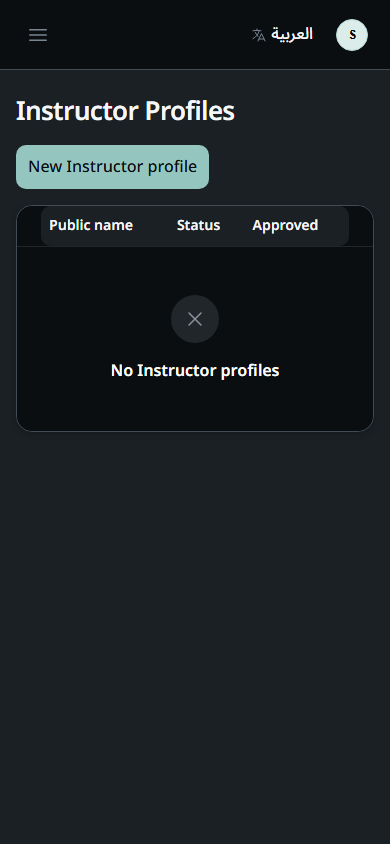 العربية
S
Instructor Profiles
New Instructor profile
Public name Status Approved
No Instructor profiles